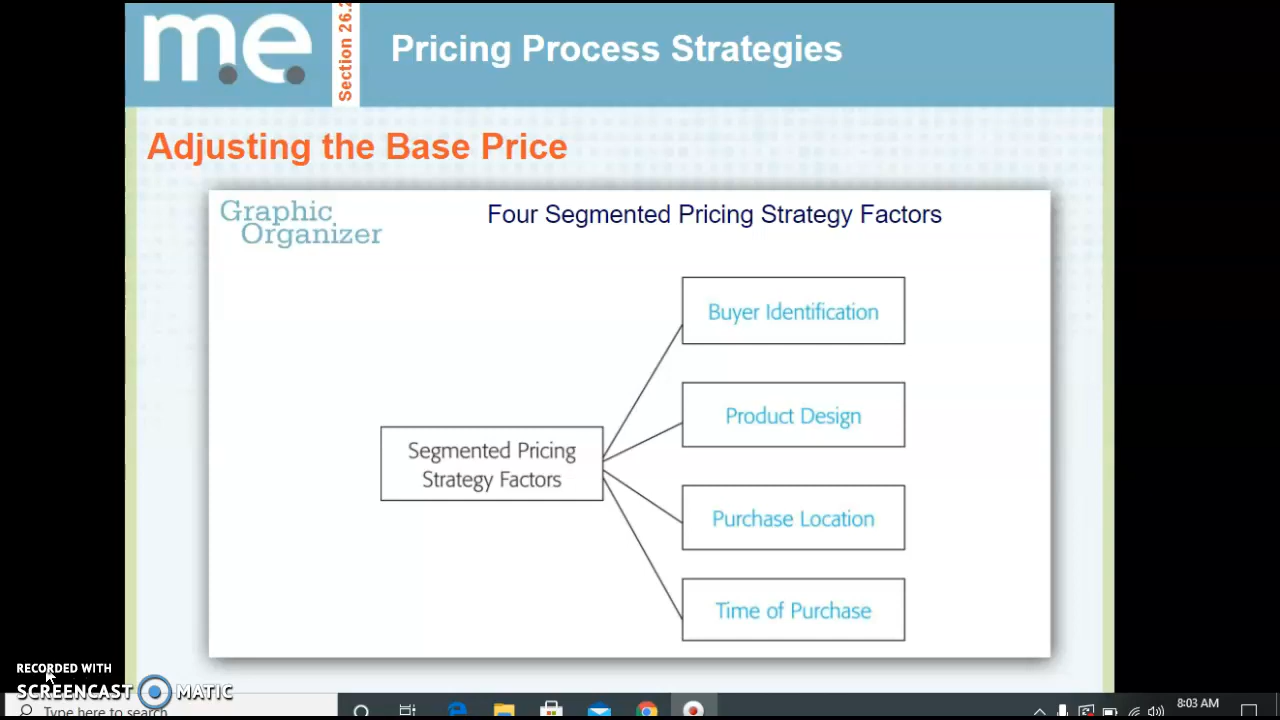 m.e.
Section 26.2
Pricing Process Strategies
Adjusting the Base Price
Graphic
Organizer
Four Segmented Pricing Strategy Factors
Buyer Identification
Product Design
Segmented Pricing
Strategy Factors
Purchase Location
Time of Purchase
RECORDED WITH
SCREENCAST MATIC
Type here to search
8:03 AM